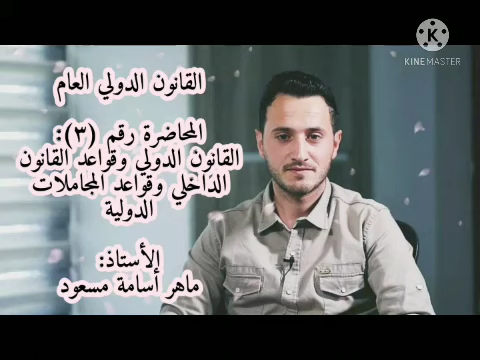 القانون الدولي العام
المحاضرة رقم (٣):
القانون الدولي وقواعد القانون
الداخلي وقواعد المجاملات
الدولية
الأستاذ:
ماهر أسامة مسعود
K
KINEMASTER